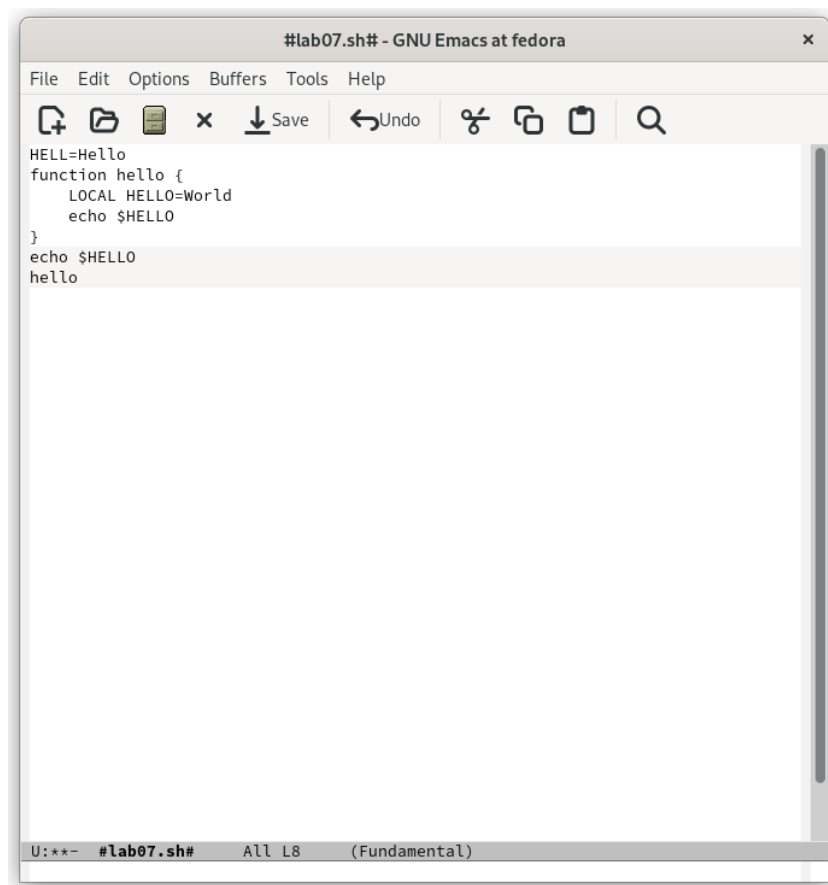 #lab07.sh# - GNU Emacs at fedora
File Edit Options Buffers Tools Help
Save Undo
HELL=Hello
function hello {
    LOCAL HELLO=World
    echo $HELLO
}
echo $HELLO
hello
U:**-  #lab07.sh#     All L8     (Fundamental)